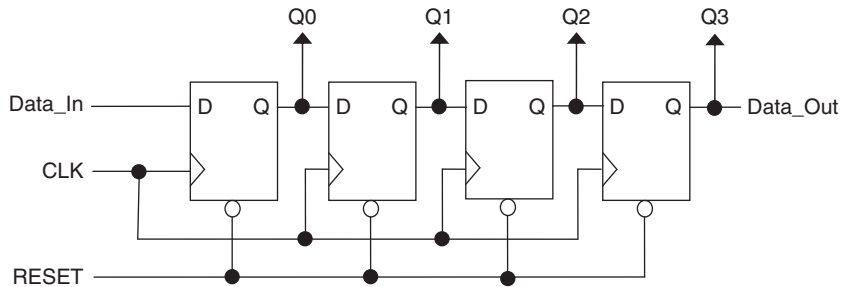 Q0 Q1 Q2 Q3
Data_In D Q D Q D Q D Q Data_Out
CLK
RESET